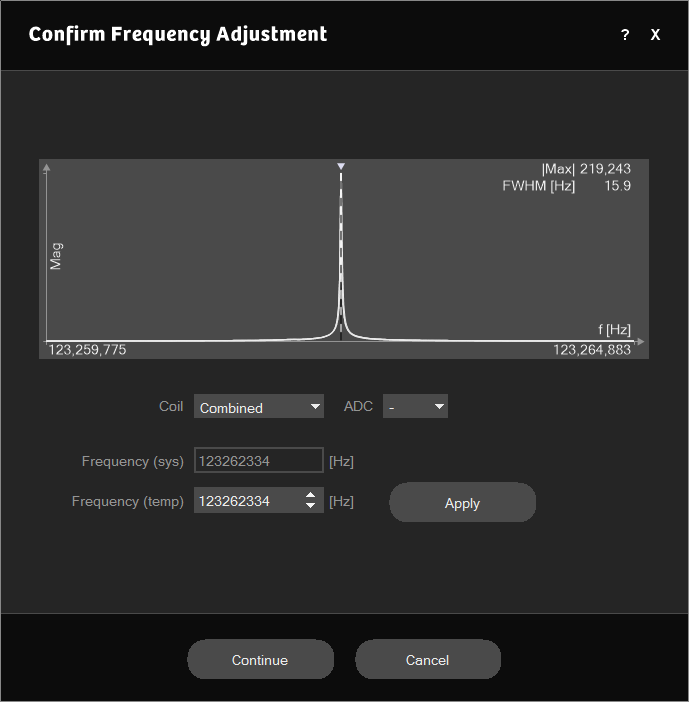 Confirm Frequency Adjustment ? X
|Max| 219,243
FWHM [Hz] 15.9
Mag
f [Hz]
123,259,775 123,264,883
Coil Combined ADC -
Frequency (sys) 123262334 [Hz]
Frequency (temp) 123262334 [Hz] Apply
Continue Cancel